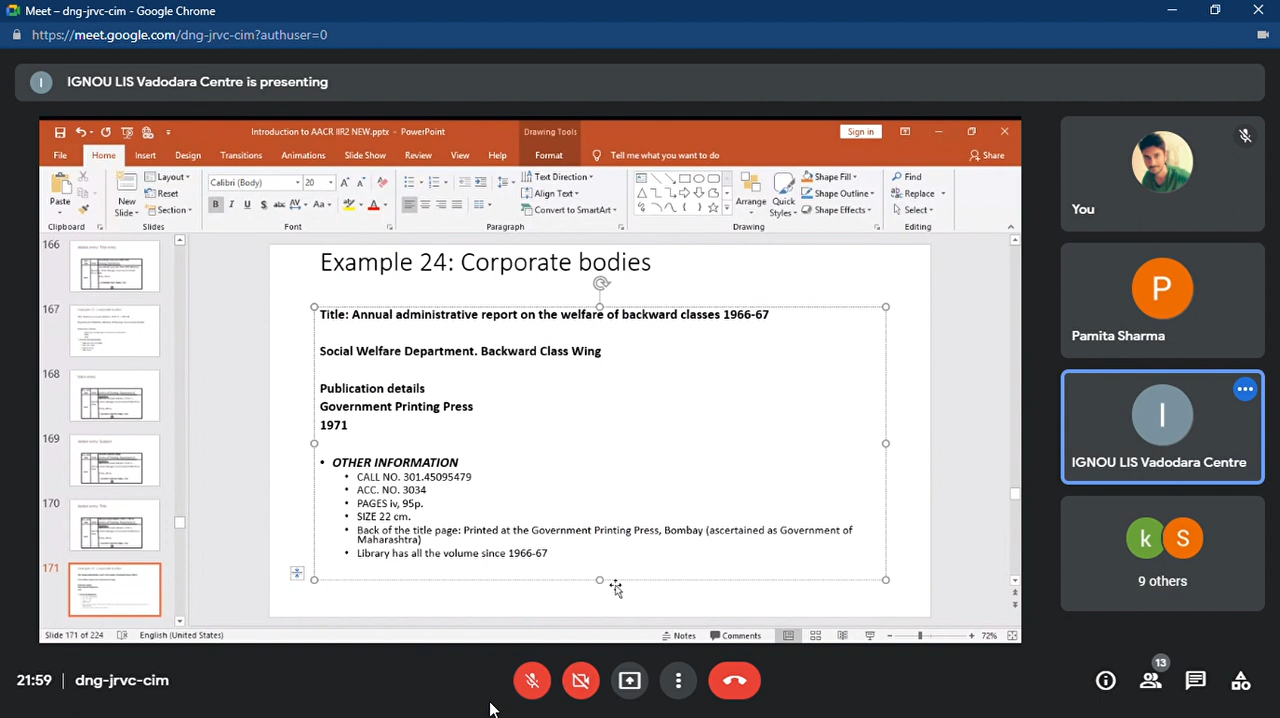 Meet – dng-jrvc-cim - Google Chrome
https://meet.google.com/dng-jrvc-cim?authuser=0
I IGNOU LIS Vadodara Centre is presenting
Introduction to AACR IIR2 NEW.pptx - PowerPoint
Drawing Tools
Sign in
File Home Insert Design Transitions Animations Slide Show Review View Help Format Tell me what you want to do Share
Paste
Clipboard
New Slide
Layout
Reset
Section
Slides
Calibri (Body) 20
B I U S abc AV Aa A
Font
Text Direction
Align Text
Convert to SmartArt
Paragraph
Arrange
Quick Styles
Shape Fill
Shape Outline
Shape Effects
Drawing
Find
Replace
Select
Editing
166
167
168
169
170
171
Example 24: Corporate bodies
Title: Annual administrative report on the welfare of backward classes 1966-67
Social Welfare Department. Backward Class Wing
Publication details
Government Printing Press
1971
• OTHER INFORMATION
• CALL NO. 301.45095479
• ACC. NO. 3034
• PAGES iv, 95p.
• SIZE 22 cm.
• Back of the title page: Printed at the Government Printing Press, Bombay (ascertained as Government of
Maharashtra)
• Library has all the volume since 1966-67
Slide 171 of 224 English (United States) Notes Comments 72%
You
P
Pamita Sharma
I
IGNOU LIS Vadodara Centre
k S
9 others
21:59 | dng-jrvc-cim
13